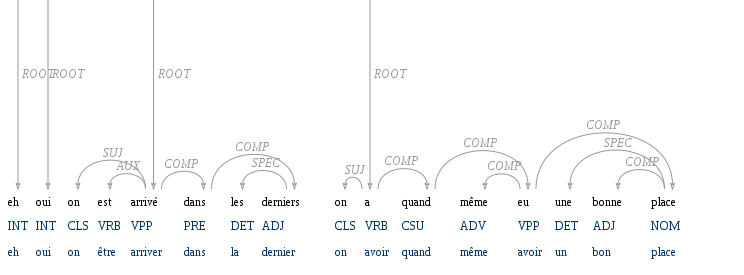 ROOT ROOT ROOT ROOT
COMP
SPEC
COMP COMP
SUJ AUX COMP SPEC SUJ COMP COMP COMP
eh oui on est arrivé dans les derniers on a quand même eu une bonne place
INT INT CLS VRB VPP PRE DET ADJ CLS VRB CSU ADV VPP DET ADJ NOM
eh oui on être arriver dans la dernier on avoir quand même avoir un bon place